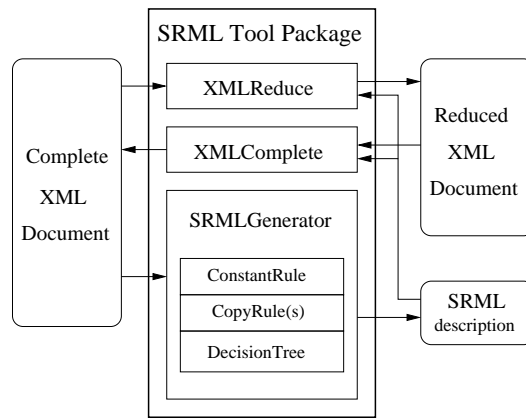 SRML Tool Package
XMLReduce
XMLComplete
SRMLGenerator
ConstantRule
CopyRule(s)
DecisionTree
Complete
XML
Document
Reduced
XML
Document
SRML
description